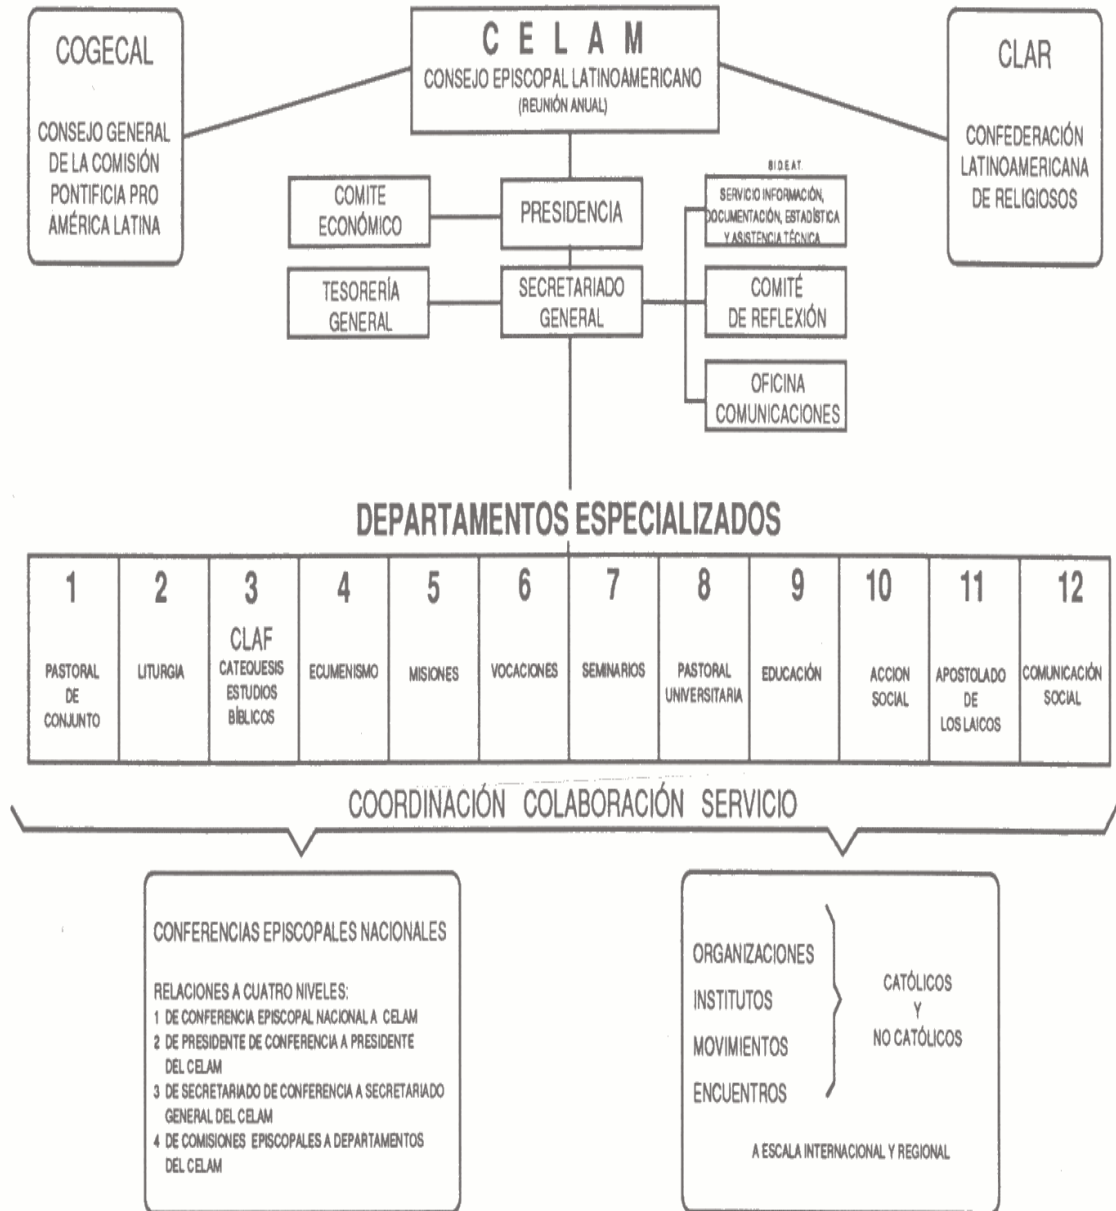 COGECAL
CONSEJO GENERAL
DE LA COMISIÓN
PONTIFICIA PRO
AMÉRICA LATINA
C E L A M
CONSEJO EPISCOPAL LATINOAMERICANO
(REUNIÓN ANUAL)
CLAR
CONFEDERACIÓN
LATINOAMERICANA
DE RELIGIOSOS
COMITE
ECONÓMICO
PRESIDENCIA
S.I.D.E.A.T.
SERVICIO INFORMACIÓN,
DOCUMENTACIÓN, ESTADÍSTICA
Y ASISTENCIA TÉCNICA
TESORERÍA
GENERAL
SECRETARIADO
GENERAL
COMITÉ
DE REFLEXIÓN
OFICINA
COMUNICACIONES
DEPARTAMENTOS ESPECIALIZADOS
1
PASTORAL
DE
CONJUNTO
2
LITURGIA
3
CLAF
CATEQUESIS
ESTUDIOS
BÍBLICOS
4
ECUMENISMO
5
MISIONES
6
VOCACIONES
7
SEMINARIOS
8
PASTORAL
UNIVERSITARIA
9
EDUCACIÓN
10
ACCION
SOCIAL
11
APOSTOLADO
DE
LOS LAICOS
12
COMUNICACIÓN
SOCIAL
COORDINACIÓN COLABORACIÓN SERVICIO
CONFERENCIAS EPISCOPALES NACIONALES
RELACIONES A CUATRO NIVELES:
1 DE CONFERENCIA EPISCOPAL NACIONAL A CELAM
2 DE PRESIDENTE DE CONFERENCIA A PRESIDENTE
DEL CELAM
3 DE SECRETARIADO DE CONFERENCIA A SECRETARIADO
GENERAL DEL CELAM
4 DE COMISIONES EPISCOPALES A DEPARTAMENTOS
DEL CELAM
ORGANIZACIONES
INSTITUTOS
MOVIMIENTOS
ENCUENTROS
CATÓLICOS
Y
NO CATÓLICOS
A ESCALA INTERNACIONAL Y REGIONAL